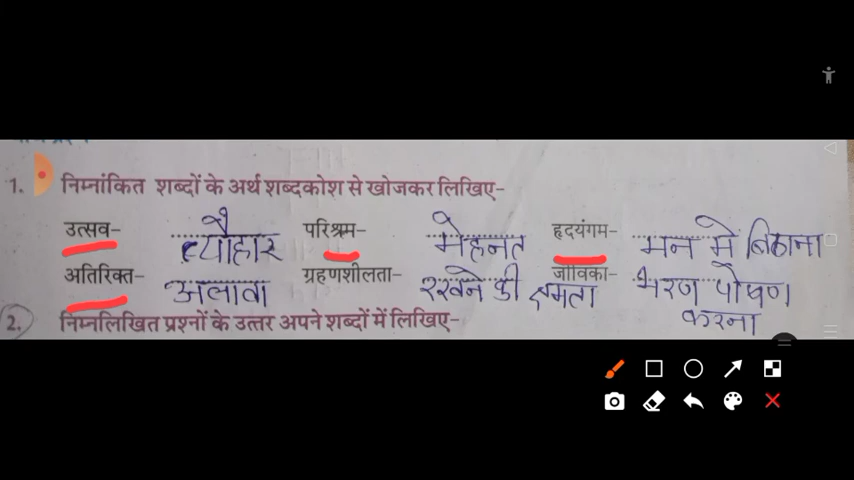 1. निम्नांकित शब्दों के अर्थ शब्दकोश से खोजकर लिखिए-
उत्सव- त्यौहार परिश्रम- मेहनत हृदयंगम- मन में बिठाना
अतिरिक्त- अलावा ग्रहणशीलता- रखने की क्षमता जीविका- भरण पोषण
करना
2. निम्नलिखित प्रश्नों के उत्तर अपने शब्दों में लिखिए-